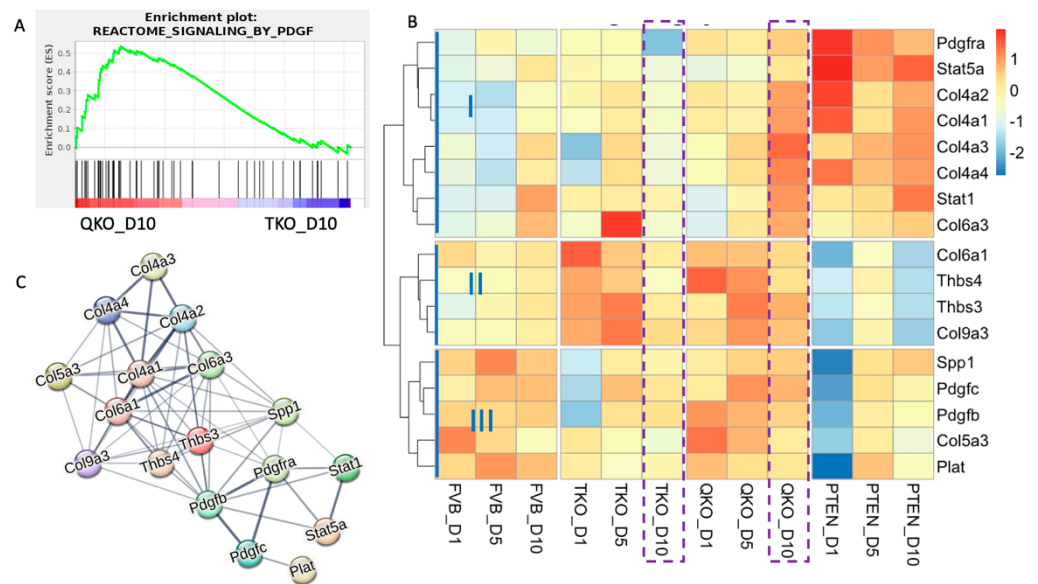 A
Enrichment plot:
REACTOME_SIGNALING_BY_PDGF
Enrichment score (ES)
0.5
0.4
0.3
0.2
0.1
0.0
QKO_D10
TKO_D10
B
I
II
III
Pdgfra
Stat5a
Col4a2
Col4a1
Col4a3
Col4a4
Stat1
Col6a3
Col6a1
Thbs4
Thbs3
Col9a3
Spp1
Pdgfc
Pdgfb
Col5a3
Plat
FVB_D1
FVB_D5
FVB_D10
TKO_D1
TKO_D5
TKO_D10
QKO_D1
QKO_D5
QKO_D10
PTEN_D1
PTEN_D5
PTEN_D10
1
0
-1
-2
C
Col4a3
Col4a4
Col4a2
Col5a3
Col4a1
Col6a3
Col6a1
Spp1
Thbs3
Col9a3
Thbs4
Pdgfra
Stat1
Pdgfb
Stat5a
Pdgfc
Plat